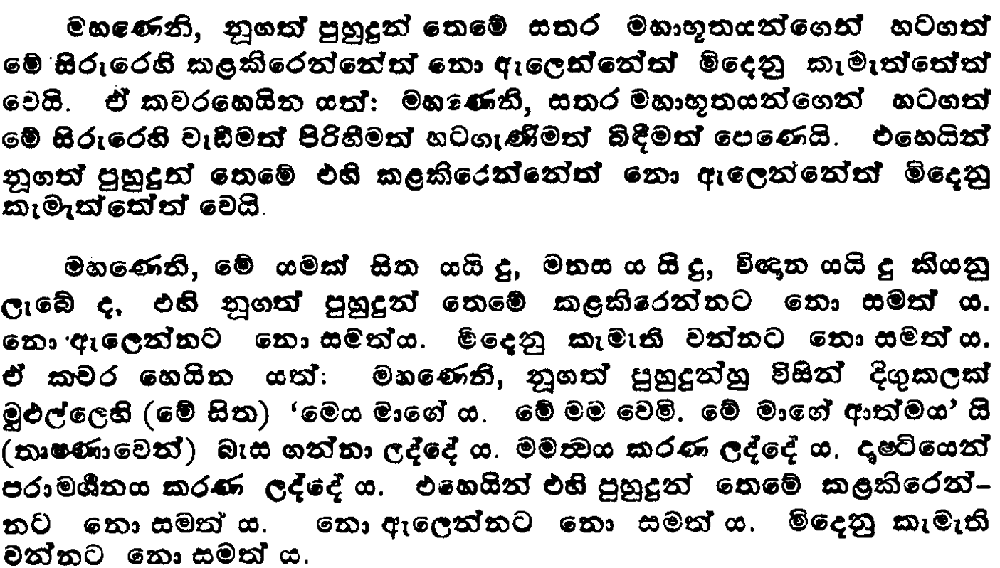 මහණෙනි, නූගත් පුහුදුන් තෙමේ සතර මහාභූතයන්ගෙන් හටගත්
මේ සිරුරෙහි කළකිරෙන්නේත් නො ඇලෙන්නේත් මිදෙනු කැමැත්තේත්
වෙයි. ඒ කවරහෙයින යත්: මහණෙනි, සතර මහාභූතයන්ගෙන් හටගත්
මේ සිරුරෙහි වැඩීමත් පිරිහීමත් හටගැණීමත් බිඳීමත් පෙණෙයි. එහෙයින්
නූගත් පුහුදුන් තෙමේ එහි කළකිරෙන්නේත් නො ඇලෙන්නේත් මිදෙනු
කැමැත්තේත් වෙයි.
මහණෙනි, මේ යමක් සිත යයි දු, මනස ය යි දු, විඥාන යයි දු කියනු
ලැබේ ද, එහි නූගත් පුහුදුන් තෙමේ කළකිරෙන්නට නො සමත් ය.
නො ඇලෙන්නට නො සමත්ය. මිදෙනු කැමැති වන්නට නො සමත් ය.
ඒ කවර හෙයින යත්: මහණෙනි, නූගත් පුහුදුන්හු විසින් දිගුකලක්
මුළුල්ලෙහි (මේ සිත) ‘මෙය මාගේ ය. මේ මම වෙමි. මේ මාගේ ආත්මය’ යි
(තෘෂ්ණාවෙන්) බැස ගන්නා ලද්දේ ය. මමත්‍වය කරණ ලද්දේ ය. දෘෂ්ටියෙන්
පරාමර්‍ශනය කරණ ලද්දේ ය. එහෙයින් එහි පුහුදුන් තෙමේ කළකිරෙන්-
නට නො සමත් ය. නො ඇලෙන්නට නො සමත් ය. මිදෙනු කැමැති
වන්නට නො සමත් ය.